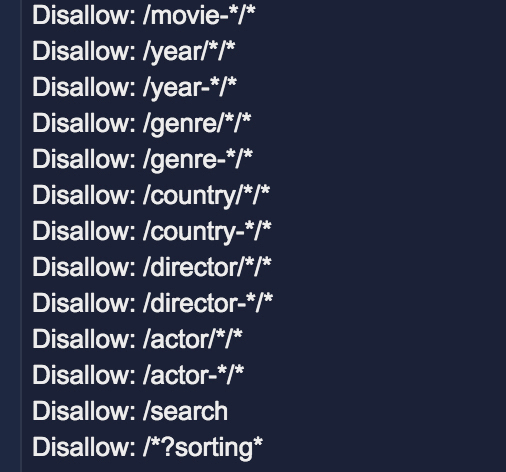 Disallow: /movie-*/*
Disallow: /year/*/*
Disallow: /year-*/*
Disallow: /genre/*/*
Disallow: /genre-*/*
Disallow: /country/*/*
Disallow: /country-*/*
Disallow: /director/*/*
Disallow: /director-*/*
Disallow: /actor/*/*
Disallow: /actor-*/*
Disallow: /search
Disallow: /*?sorting*